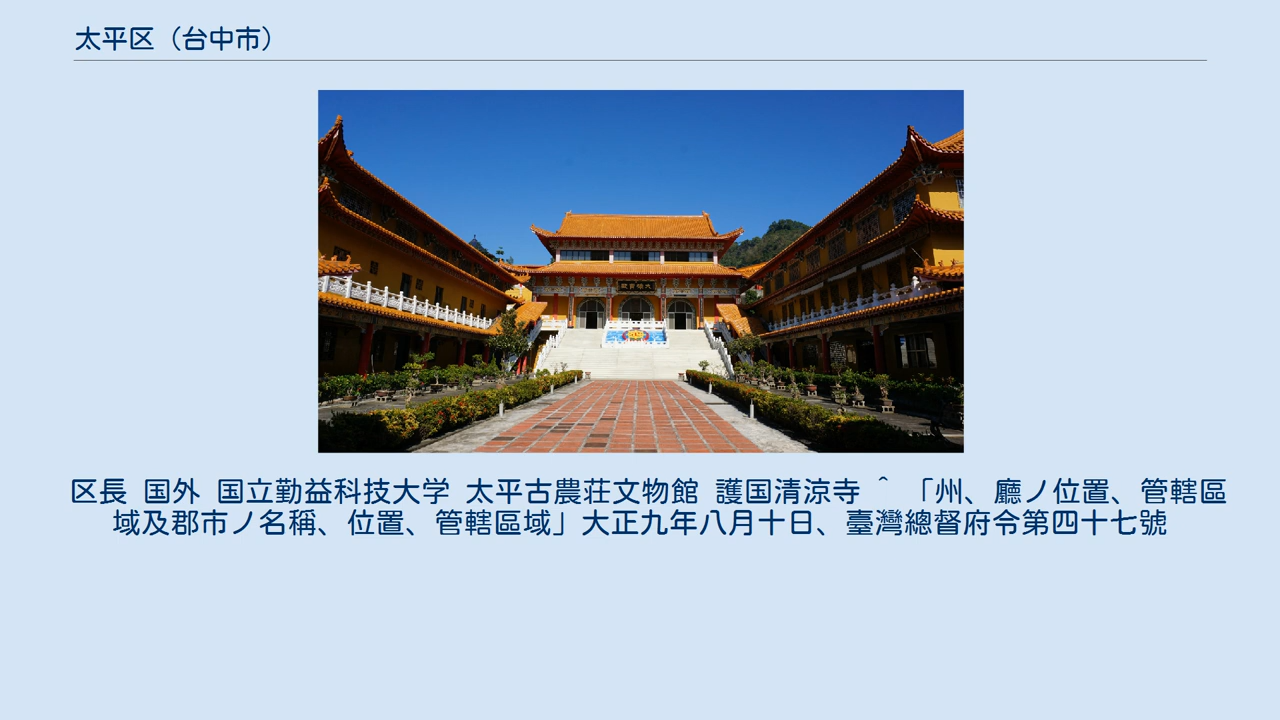 太平区（台中市）
区長 国外 国立勤益科技大学 太平古農荘文物館 護国清涼寺 ^ 「州、廳ノ位置、管轄區
域及郡市ノ名稱、位置、管轄區域」大正九年八月十日、臺灣總督府令第四十七號